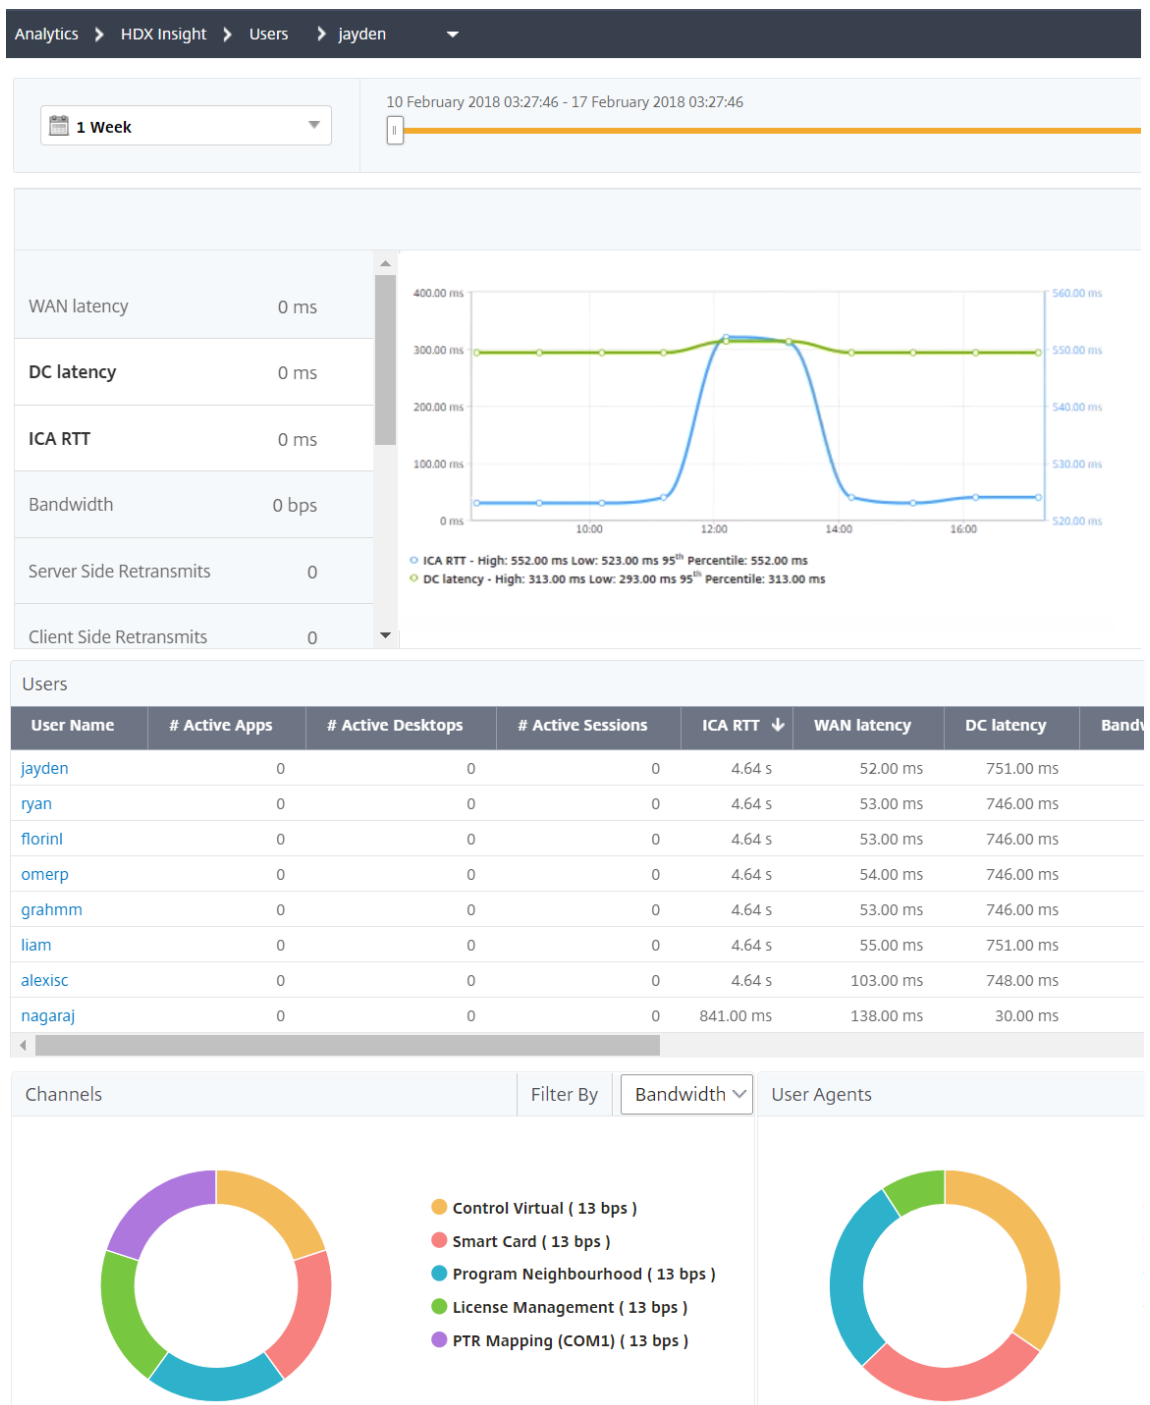 Analytics > HDX Insight > Users > jayden
10 February 2018 03:27:46 - 17 February 2018 03:27:46
1 Week
WAN latency 0 ms
DC latency 0 ms
ICA RTT 0 ms
Bandwidth 0 bps
Server Side Retransmits 0
Client Side Retransmits 0
400.00 ms 560.00 ms
300.00 ms 550.00 ms
200.00 ms 540.00 ms
100.00 ms 530.00 ms
0 ms 520.00 ms
10:00 12:00 14:00 16:00
ICA RTT - High: 552.00 ms Low: 523.00 ms 95th Percentile: 552.00 ms
DC latency - High: 313.00 ms Low: 293.00 ms 95th Percentile: 313.00 ms
Users
User Name # Active Apps # Active Desktops # Active Sessions ICA RTT WAN latency DC latency
jayden 0 0 0 4.64 s 52.00 ms 751.00 ms
ryan 0 0 0 4.64 s 53.00 ms 746.00 ms
florinl 0 0 0 4.64 s 53.00 ms 746.00 ms
omerp 0 0 0 4.64 s 54.00 ms 746.00 ms
grahmm 0 0 0 4.64 s 53.00 ms 746.00 ms
liam 0 0 0 4.64 s 55.00 ms 751.00 ms
alexisc 0 0 0 4.64 s 103.00 ms 748.00 ms
nagaraj 0 0 0 841.00 ms 138.00 ms 30.00 ms
Channels Filter By Bandwidth
Control Virtual ( 13 bps )
Smart Card ( 13 bps )
Program Neighbourhood ( 13 bps )
License Management ( 13 bps )
PTR Mapping (COM1) ( 13 bps )
User Agents